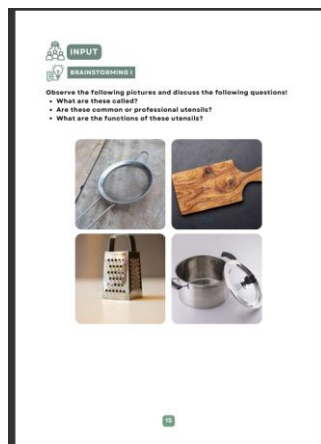 INPUT
BRAINSTORMING !
Observe the following pictures and discuss the following questions!
• What are these called?
• Are these common or professional utensils?
• What are the functions of these utensils?
15